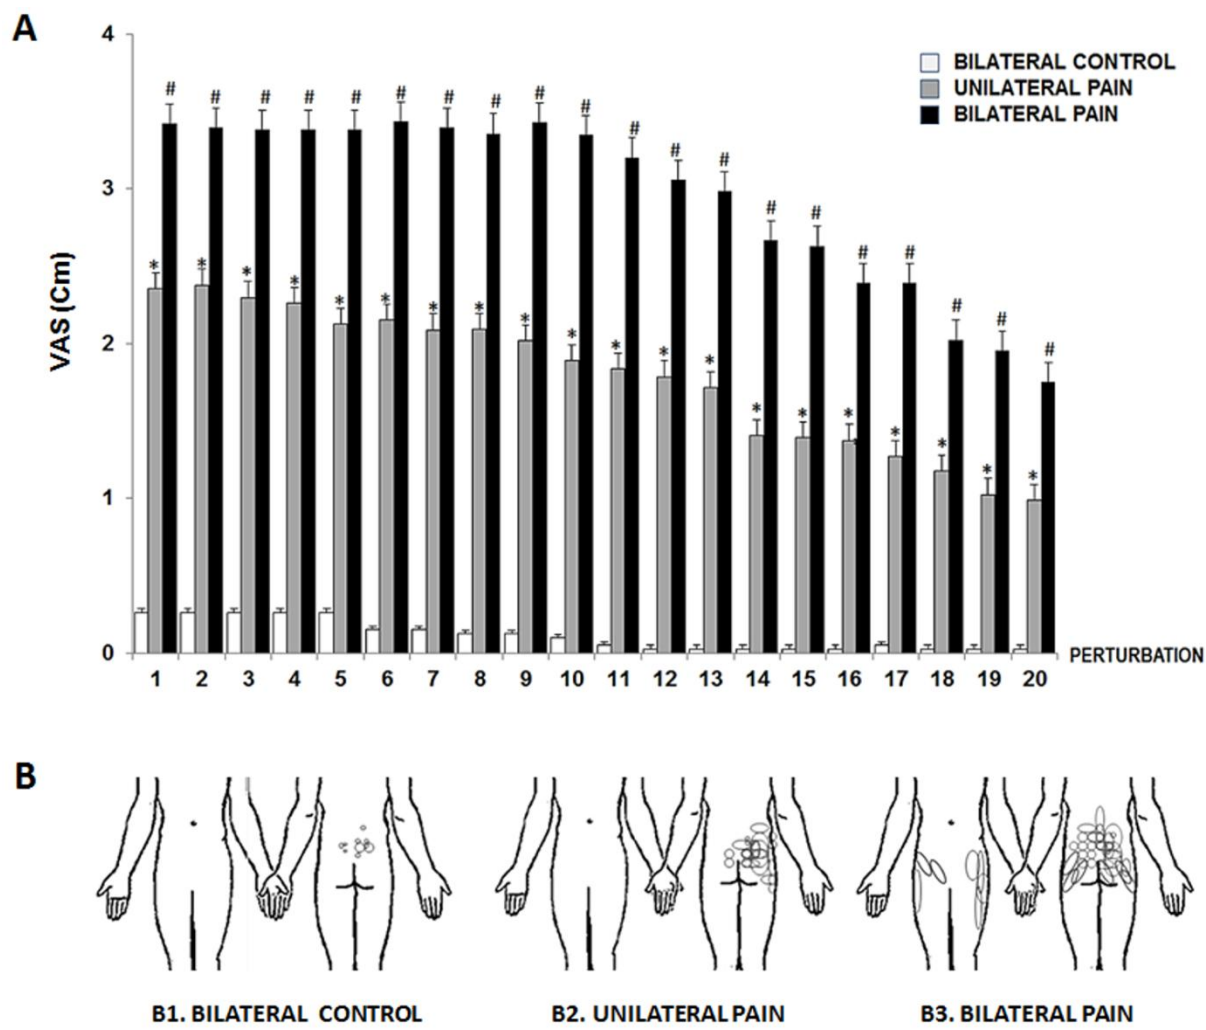 A
BILATERAL CONTROL
UNILATERAL PAIN
BILATERAL PAIN
VAS (Cm)
4
3
2
1
0
# # # # # # # # # # # # # # # # # # # #
* * * * * * * * * * * * * * * * * * * *
PERTURBATION
1 2 3 4 5 6 7 8 9 10 11 12 13 14 15 16 17 18 19 20
B
B1. BILATERAL CONTROL
B2. UNILATERAL PAIN
B3. BILATERAL PAIN